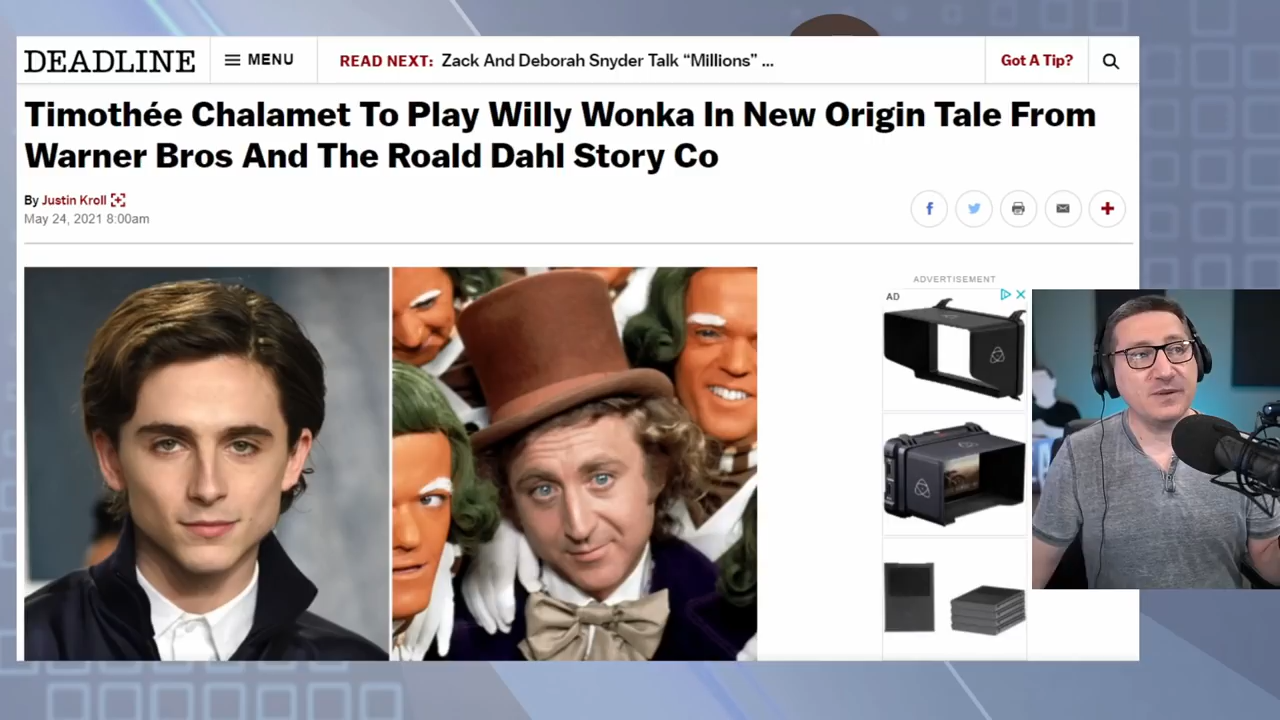 DEADLINE
MENU
READ NEXT: Zack And Deborah Snyder Talk “Millions” ...
Got A Tip?
Timothée Chalamet To Play Willy Wonka In New Origin Tale From
Warner Bros And The Roald Dahl Story Co
By Justin Kroll
May 24, 2021 8:00am
ADVERTISEMENT
AD